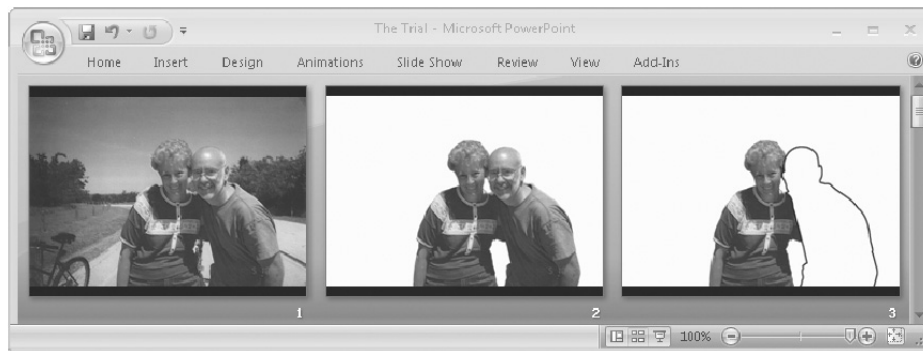 The Trial - Microsoft PowerPoint
Home Insert Design Animations Slide Show Review View Add-Ins
1 2 3
100%